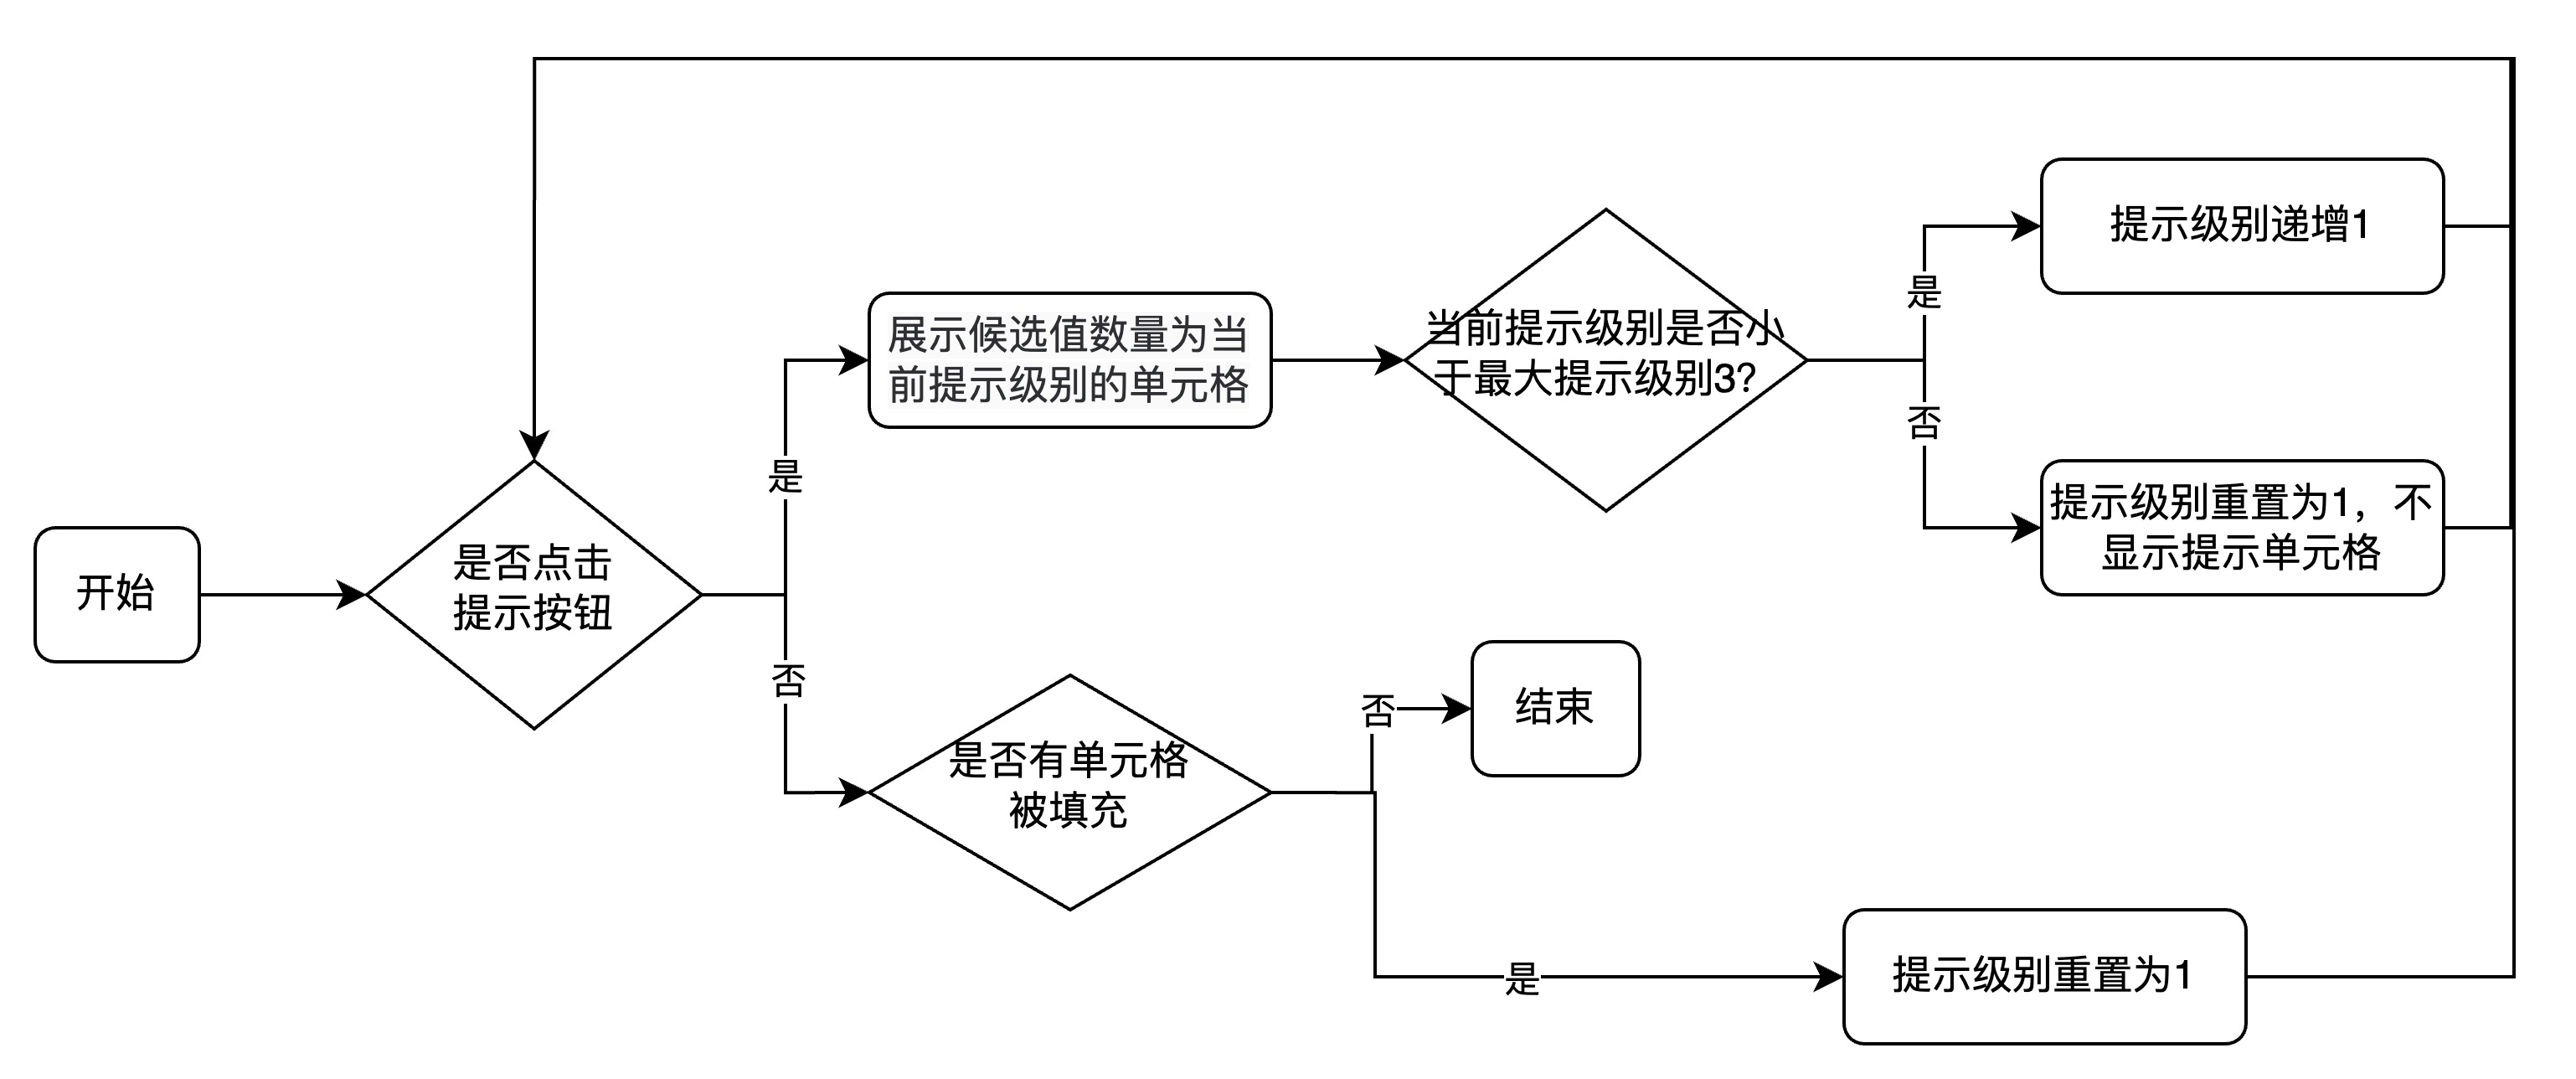 开始
是否点击
提示按钮
是
否
展示候选值数量为当
前提示级别的单元格
当前提示级别是否小
于最大提示级别3?
是
否
提示级别递增1
提示级别重置为1，不
显示提示单元格
是否有单元格
被填充
否
结束
是
提示级别重置为1